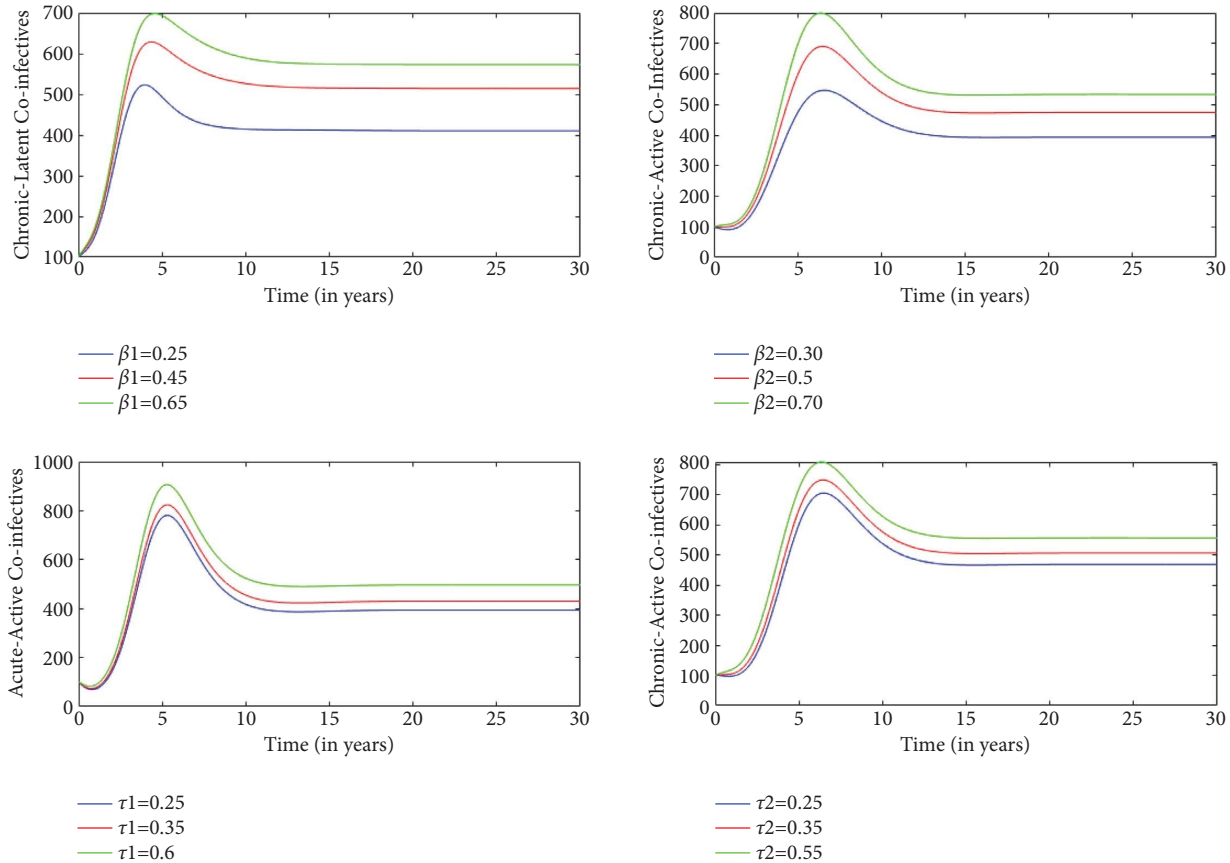 Chronic-Latent Co-infectives
700
600
500
400
300
200
100
0 5 10 15 20 25 30
Time (in years)
β1=0.25
β1=0.45
β1=0.65
Chronic-Active Co-Infectives
800
700
600
500
400
300
200
100
0
0 5 10 15 20 25 30
Time (in years)
β2=0.30
β2=0.5
β2=0.70
Acute-Active Co-infectives
1000
800
600
400
200
0
0 5 10 15 20 25 30
Time (in years)
τ1=0.25
τ1=0.35
τ1=0.6
Chronic-Active Co-infectives
800
700
600
500
400
300
200
100
0
0 5 10 15 20 25 30
Time (in years)
τ2=0.25
τ2=0.35
τ2=0.55